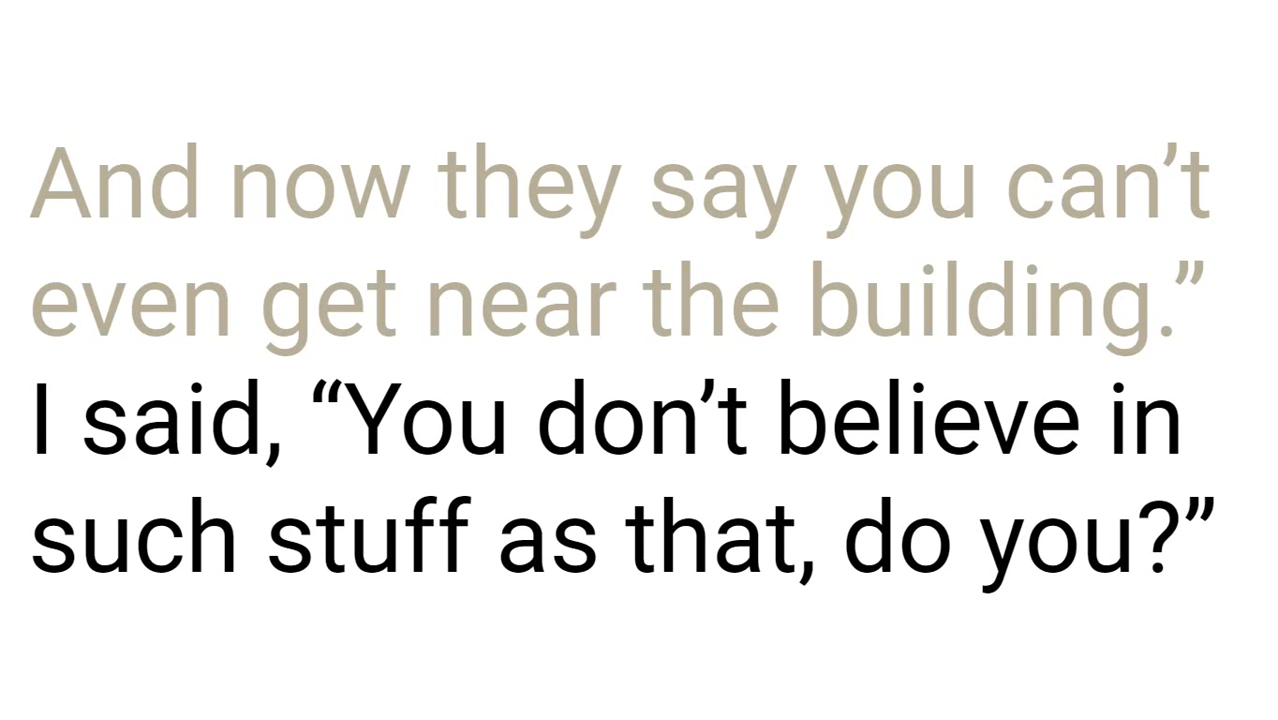 And now they say you can’t
even get near the building.”
I said, “You don’t believe in
such stuff as that, do you?”